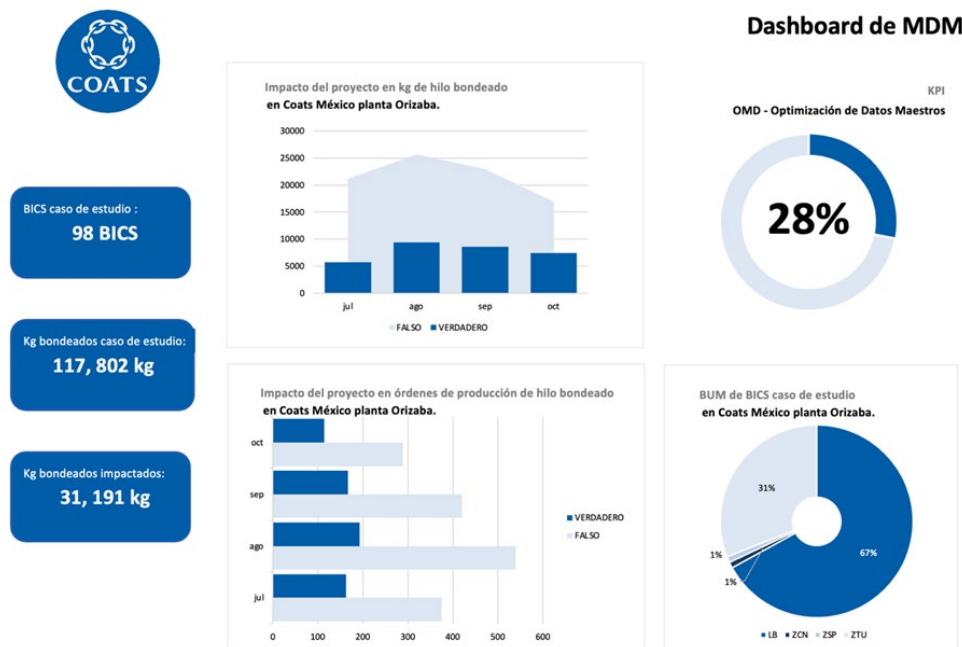 COATS
Dashboard de MDM
BICS caso de estudio :
98 BICS
Kg bondeados caso de estudio:
117, 802 kg
Kg bondeados impactados:
31, 191 kg
Impacto del proyecto en kg de hilo bondeado
en Coats México planta Orizaba.
30000
25000
20000
15000
10000
5000
0
jul ago sep oct
FALSO VERDADERO
KPI
OMD - Optimización de Datos Maestros
28%
Impacto del proyecto en órdenes de producción de hilo bondeado
en Coats México planta Orizaba.
oct
sep
ago
jul
0 100 200 300 400 500 600
VERDADERO
FALSO
BUM de BICS caso de estudio
en Coats México planta Orizaba.
31%
67%
1%
1%
LB ZCN ZSP ZTU